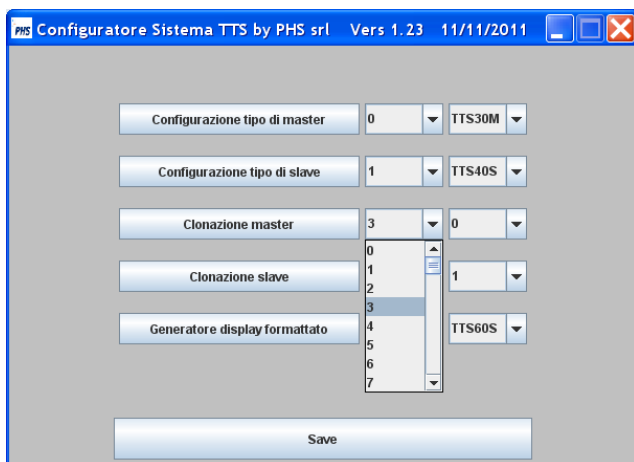 PHS Configuratore Sistema TTS by PHS srl Vers 1.23 11/11/2011
Configurazione tipo di master 0 TTS30M
Configurazione tipo di slave 1 TTS40S
Clonazione master 3 0
0
1
2
3
4
5
6
7
Clonazione slave 1
Generatore display formattato TTS60S
Save